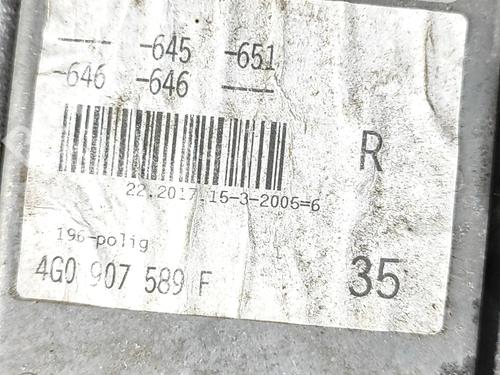 ---- -645 -651
-646 -646 ----
R
22.2017.15-3-2005=6
196-polig
4G0 907 589 F
35